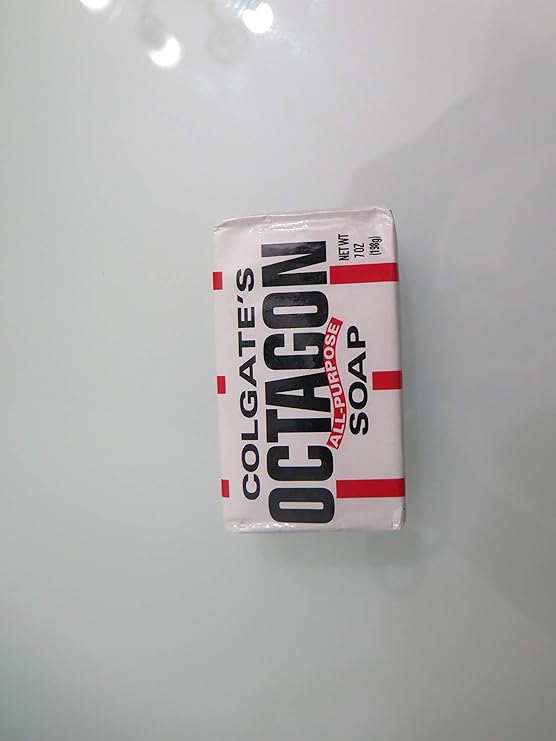 COLGATE'S
OCTAGON
ALL-PURPOSE
SOAP
NET WT
7 OZ
(198g)